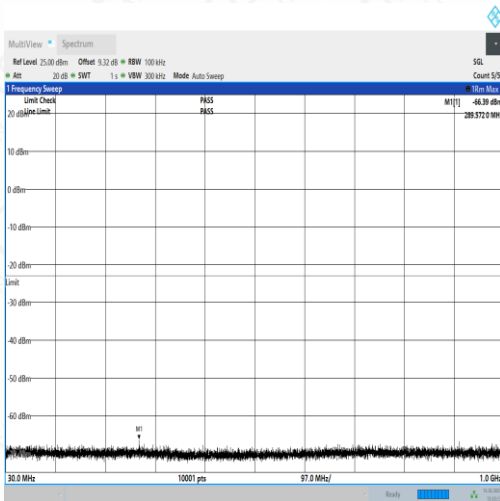 MultiView Spectrum
Ref Level 25.00 dBm Offset 9.32 dB RBW 100 kHz SGL
Att 20 dB SWT 1 s VBW 300 kHz Mode Auto Sweep Count 5/5
1 Frequency Sweep 1Rm Max
Limit Check PASS M1[1] -66.39 dBm
Line Limit PASS 289.5720 MH
20 dBm
10 dBm
0 dBm
-10 dBm
-20 dBm
Limit
-30 dBm
-40 dBm
-50 dBm
-60 dBm
M1
30.0 MHz 10001 pts 97.0 MHz/ 1.0 GHz
Ready